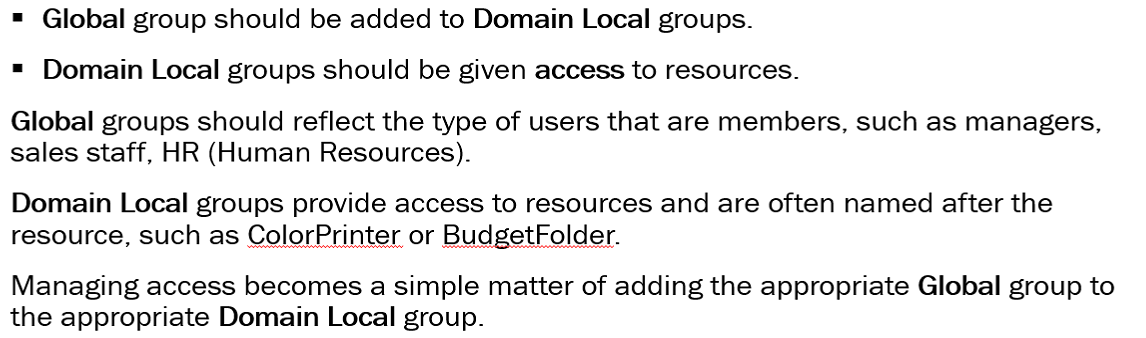 ▪ Global group should be added to Domain Local groups.
▪ Domain Local groups should be given access to resources.
Global groups should reflect the type of users that are members, such as managers,
sales staff, HR (Human Resources).
Domain Local groups provide access to resources and are often named after the
resource, such as ColorPrinter or BudgetFolder.
Managing access becomes a simple matter of adding the appropriate Global group to
the appropriate Domain Local group.